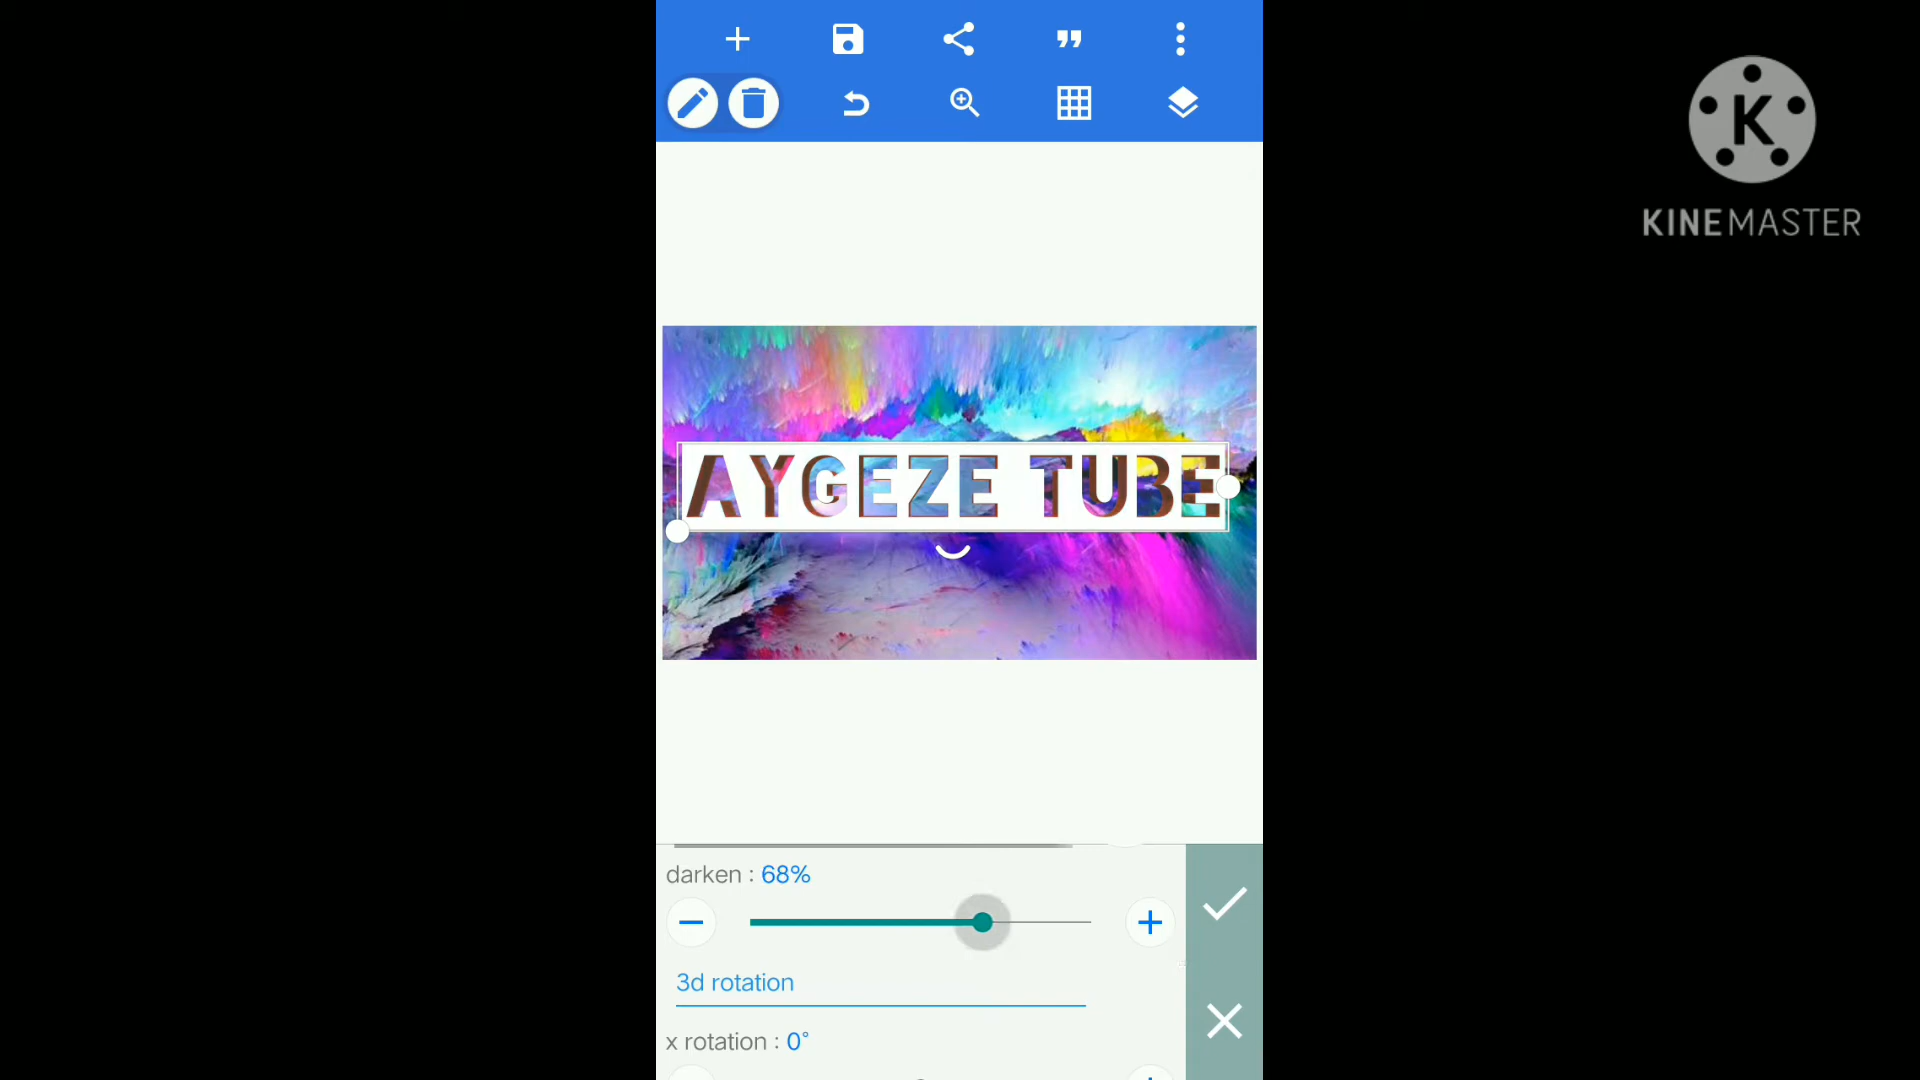 K
KINEMASTER
AYGEZE TUBE
darken : 68%
3d rotation
x rotation : 0°